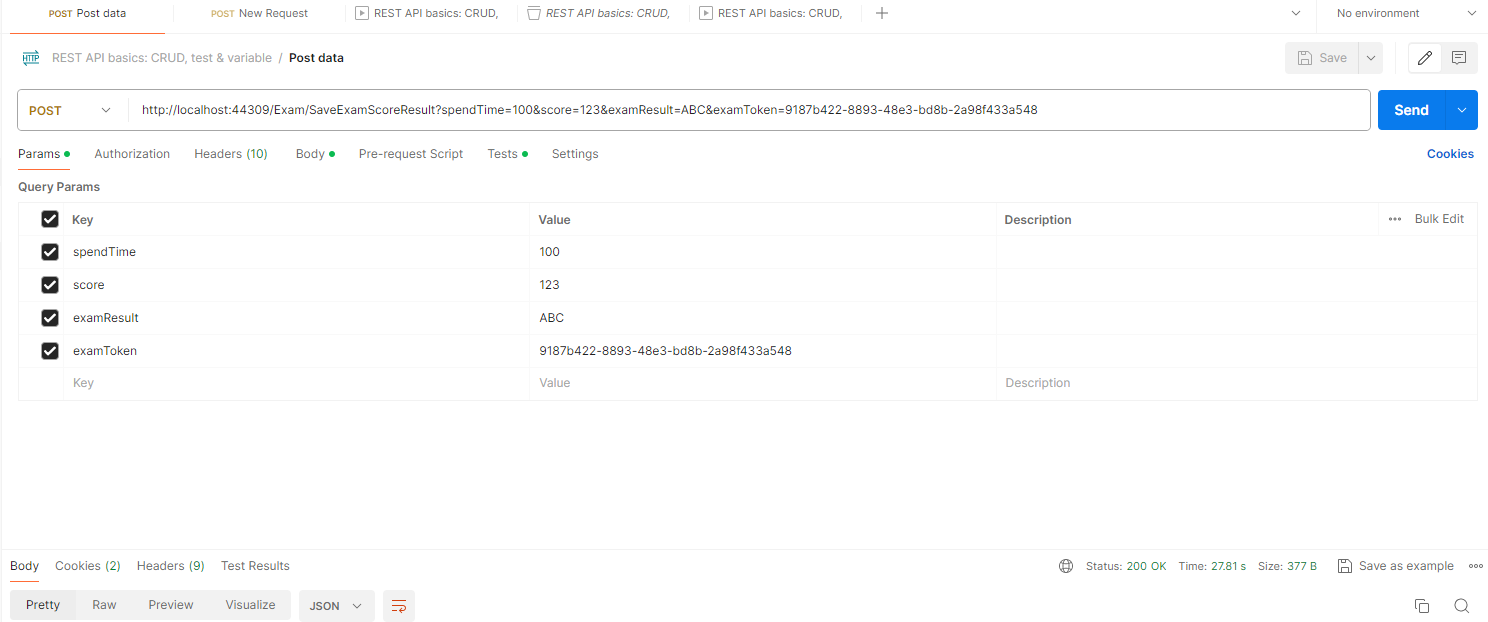 POST Post data POST New Request REST API basics: CRUD, REST API basics: CRUD, REST API basics: CRUD, No environment
HTTP REST API basics: CRUD, test & variable / Post data Save
POST http://localhost:44309/Exam/SaveExamScoreResult?spendTime=100&score=123&examResult=ABC&examToken=9187b422-8893-48e3-bd8b-2a98f433a548 Send
Params Authorization Headers (10) Body Pre-request Script Tests Settings Cookies
Query Params
Key Value Description Bulk Edit
spendTime 100
score 123
examResult ABC
examToken 9187b422-8893-48e3-bd8b-2a98f433a548
Key Value Description
Body Cookies (2) Headers (9) Test Results Status: 200 OK Time: 27.81 s Size: 377 B Save as example
Pretty Raw Preview Visualize JSON